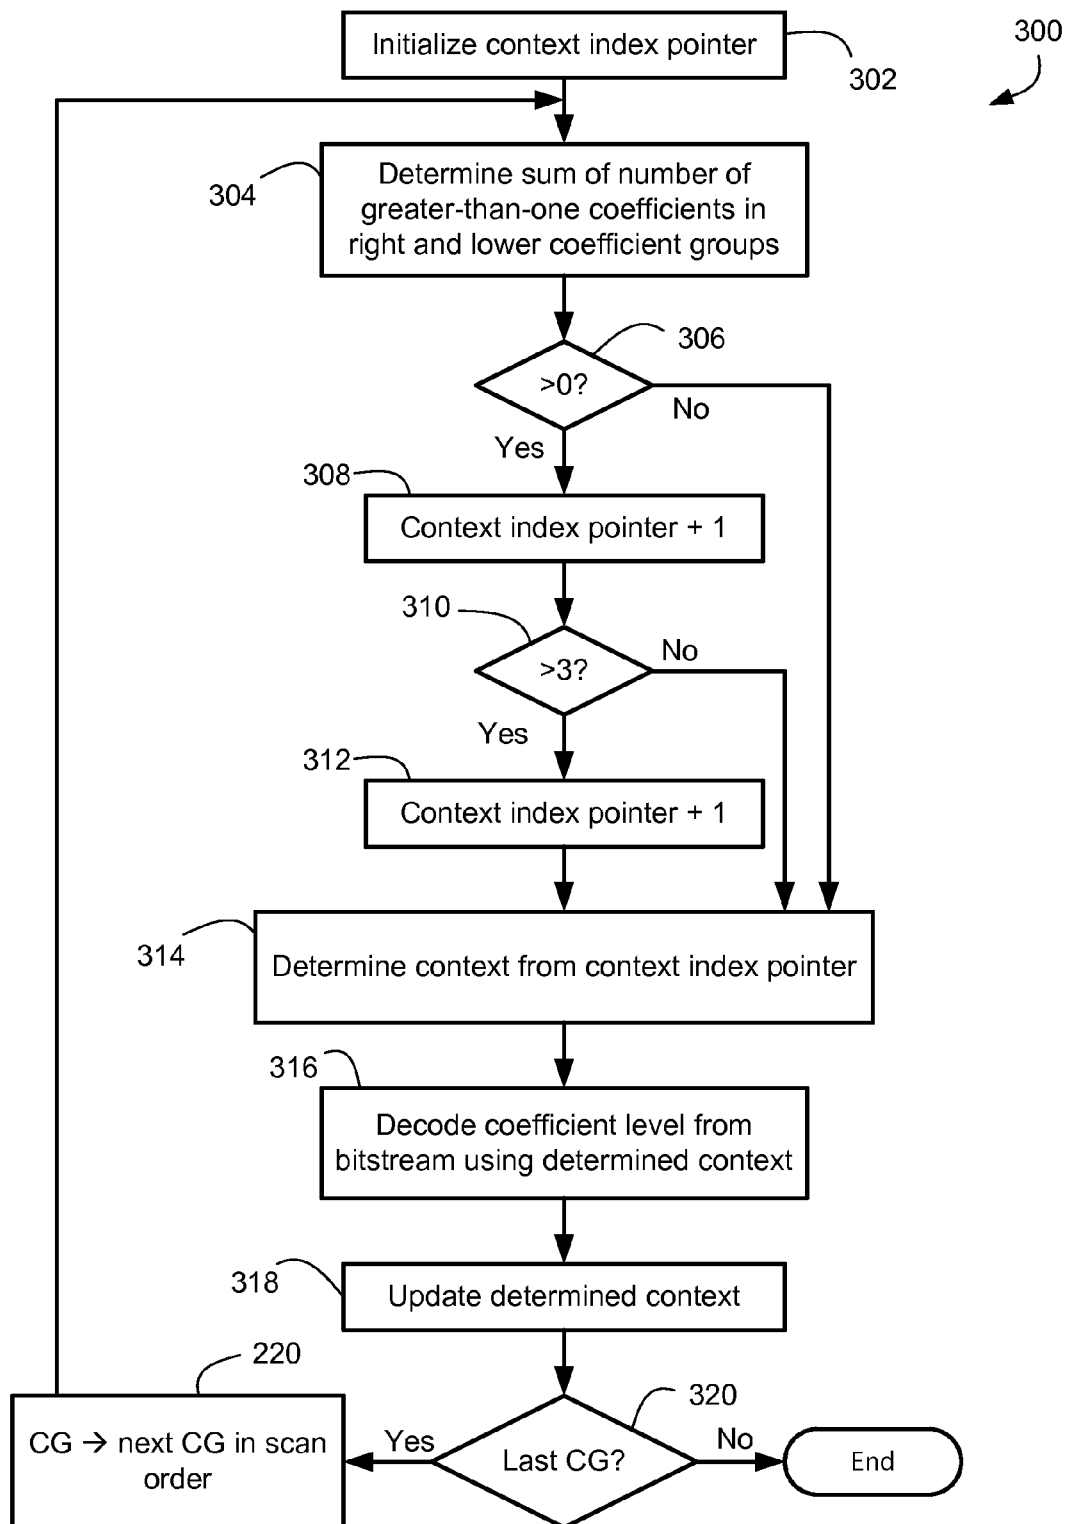 Initialize context index pointer
300
302
Determine sum of number of
greater-than-one coefficients in
right and lower coefficient groups
304
306
>0?
No
Yes
308
Context index pointer + 1
310
>3?
No
Yes
312
Context index pointer + 1
314
Determine context from context index pointer
316
Decode coefficient level from
bitstream using determined context
318
Update determined context
220
320
CG → next CG in scan
order
Yes
Last CG?
No
End